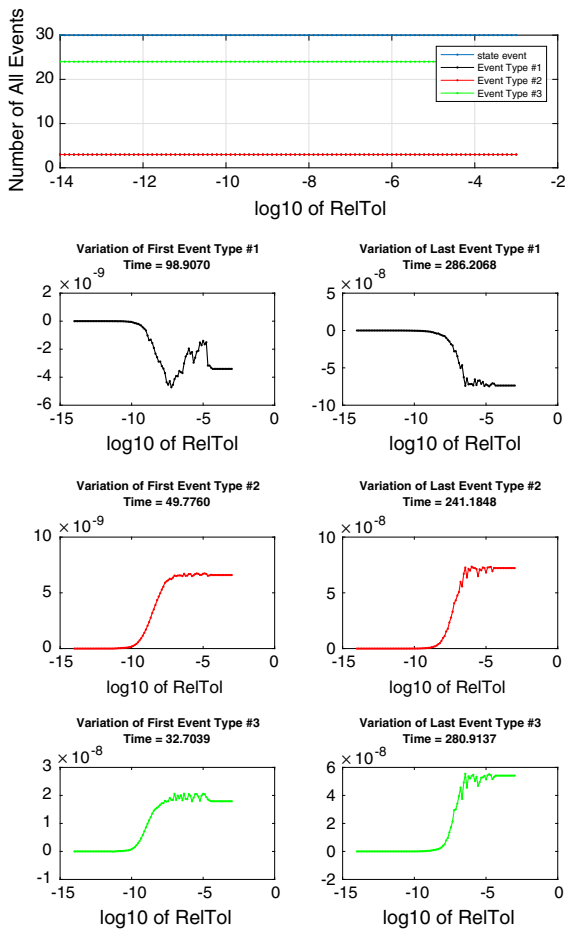 Number of All Events
30
20
10
0
-14
-12
-10
-8
-6
-4
-2
log10 of RelTol
state event
Event Type #1
Event Type #2
Event Type #3
Variation of First Event Type #1
Time = 98.9070
× 10^-9
2
0
-2
-4
-6
-15
-10
-5
0
log10 of RelTol
Variation of Last Event Type #1
Time = 286.2068
× 10^-8
5
0
-5
-10
-15
-10
-5
0
log10 of RelTol
Variation of First Event Type #2
Time = 49.7760
× 10^-9
10
5
0
-15
-10
-5
0
log10 of RelTol
Variation of Last Event Type #2
Time = 241.1848
× 10^-8
10
5
0
-15
-10
-5
0
log10 of RelTol
Variation of First Event Type #3
Time = 32.7039
× 10^-8
3
2
1
0
-1
-15
-10
-5
0
log10 of RelTol
Variation of Last Event Type #3
Time = 280.9137
× 10^-8
6
4
2
0
-2
-15
-10
-5
0
log10 of RelTol